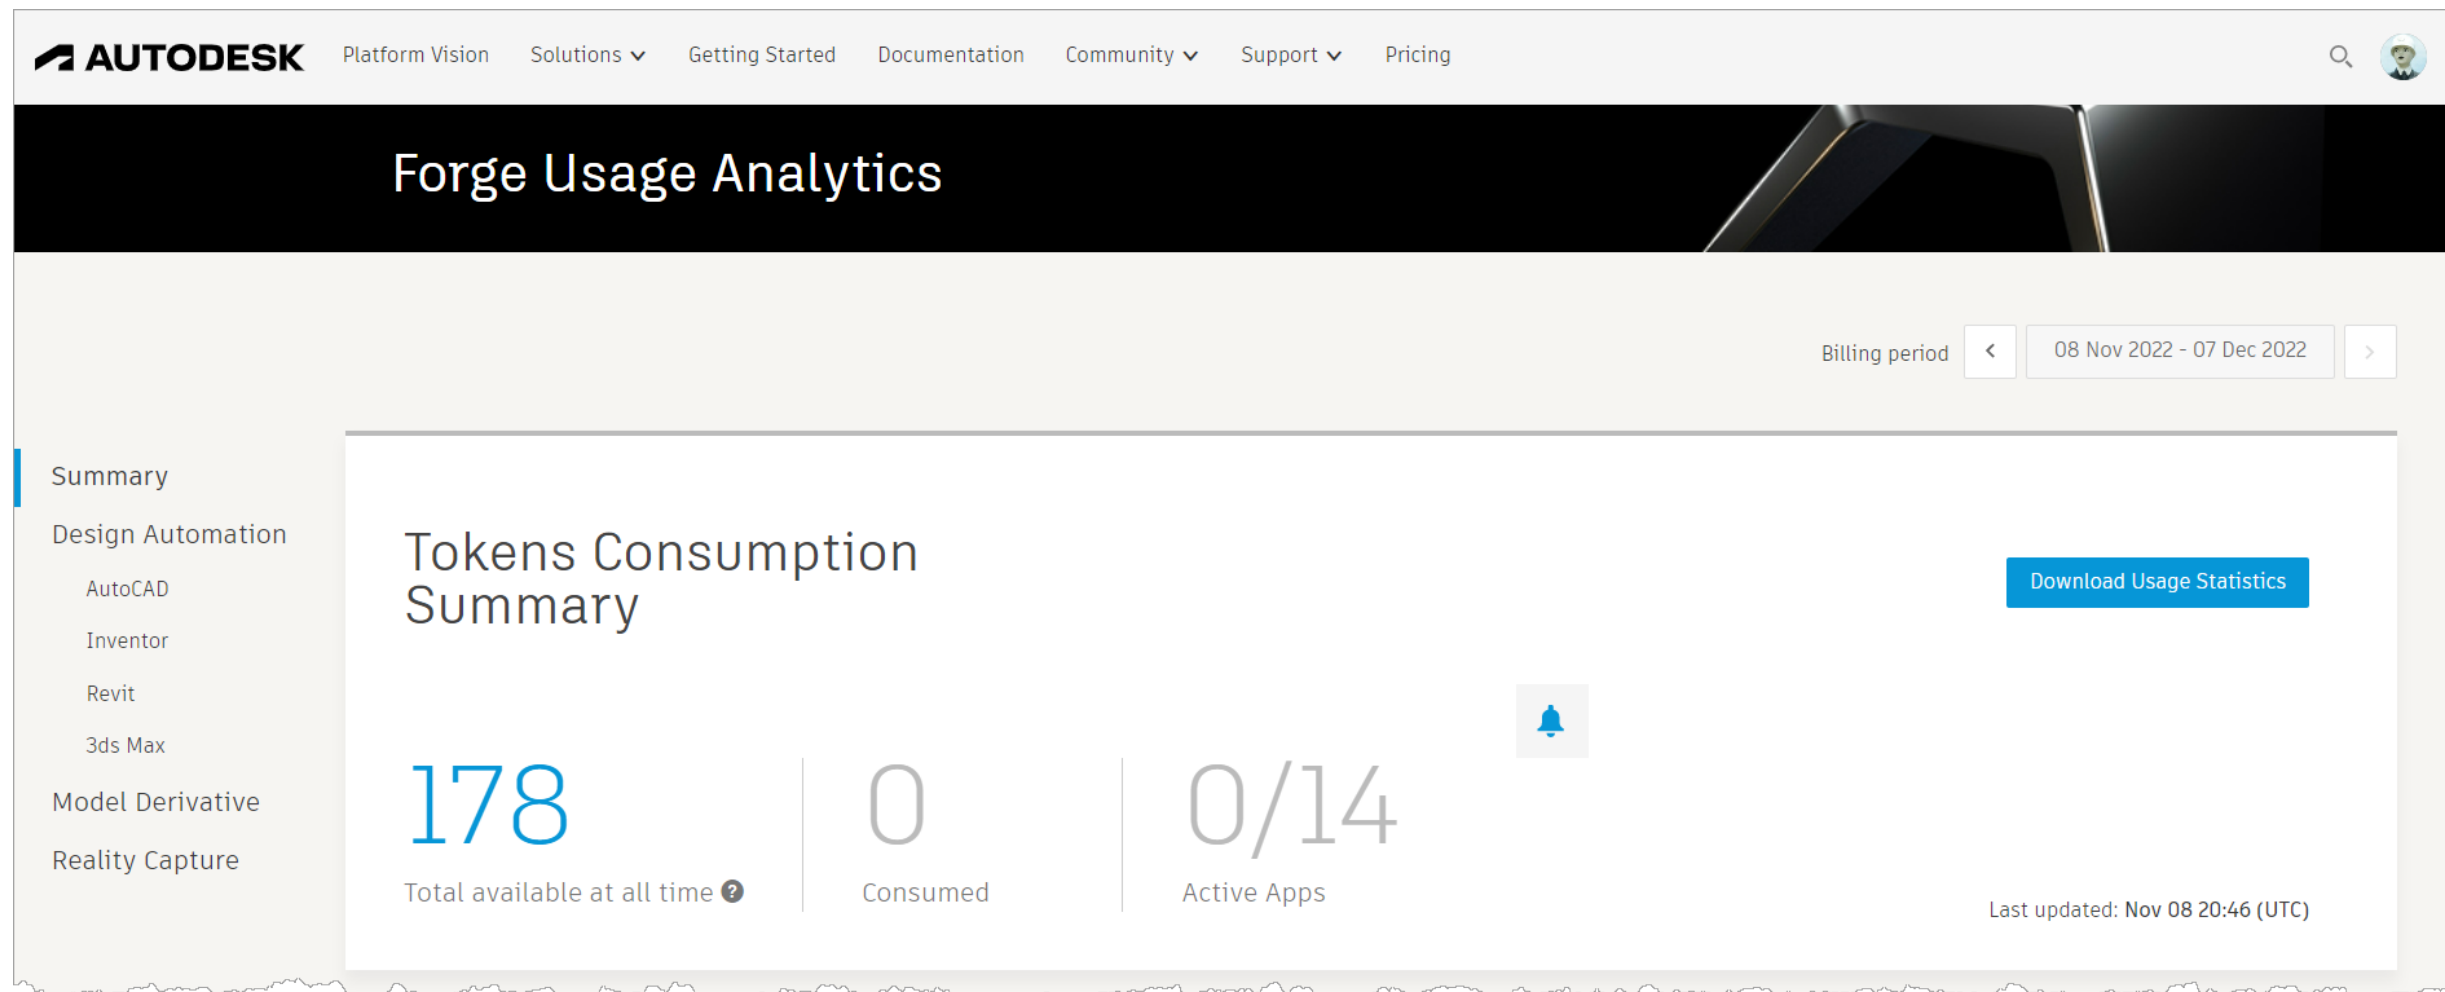 AUTODESK Platform Vision Solutions Getting Started Documentation Community Support Pricing
Forge Usage Analytics
Billing period 08 Nov 2022 - 07 Dec 2022
Summary
Design Automation
AutoCAD
Inventor
Revit
3ds Max
Model Derivative
Reality Capture
Tokens Consumption
Summary
Download Usage Statistics
178
Total available at all time ?
0
Consumed
0/14
Active Apps
Last updated: Nov 08 20:46 (UTC)